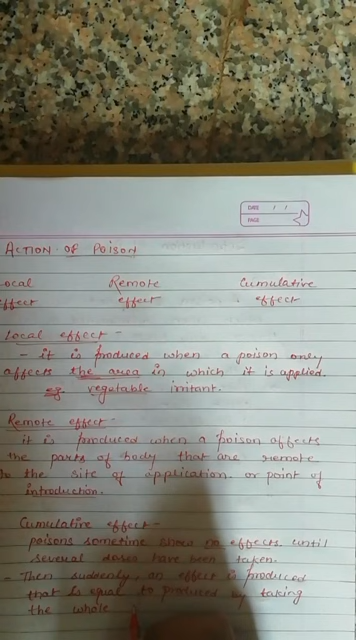 DATE / /
PAGE
ACTION OF POISON
ocal Remote Cumulative
ffect effect effect
Local effect -
- it is produced when a poison only
affects the area in which it is applied.
eg vegetable irritant.
Remote effect -
it is produced when a poison affects
the parts of body that are remote
to the site of application or point of
introduction.
Cumulative effect -
poisons sometime shows no effects until
several doses have been taken.
- Then suddenly, an effect is produced
that is equal to produced by taking
the whole